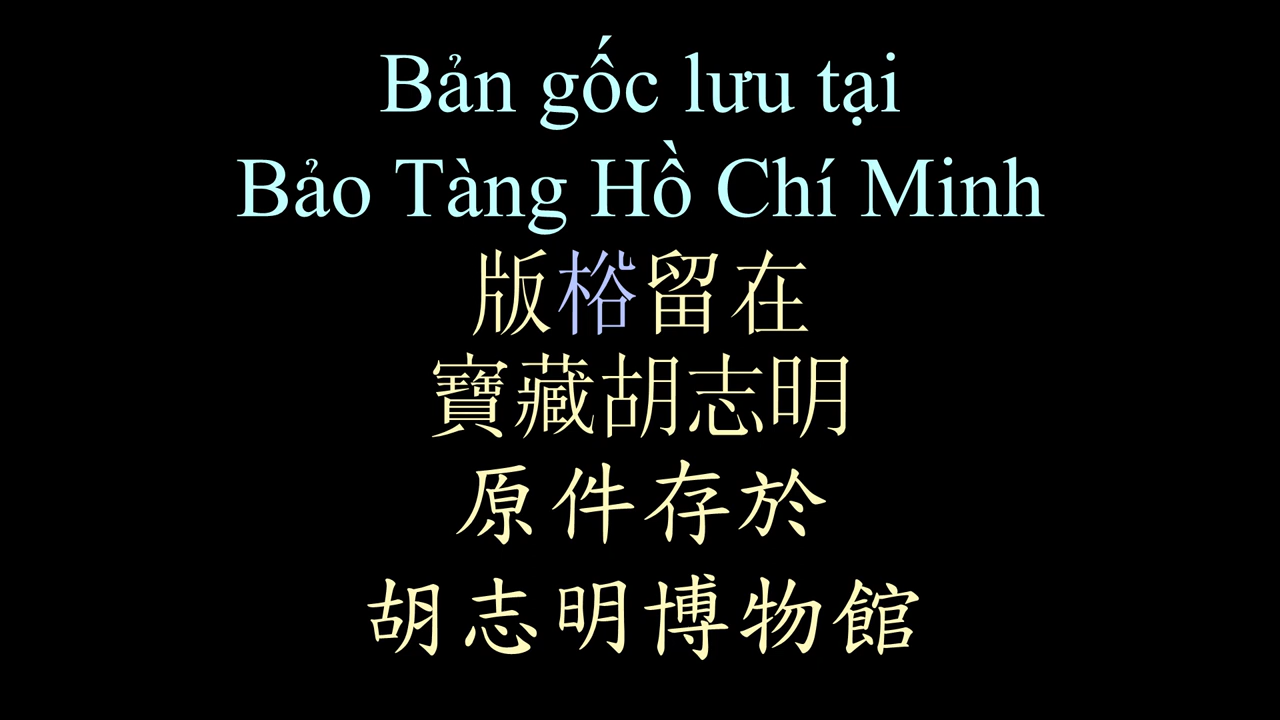 Bản gốc lưu tại
Bảo Tàng Hồ Chí Minh
版㭲留在
寶藏胡志明
原件存於
胡志明博物館